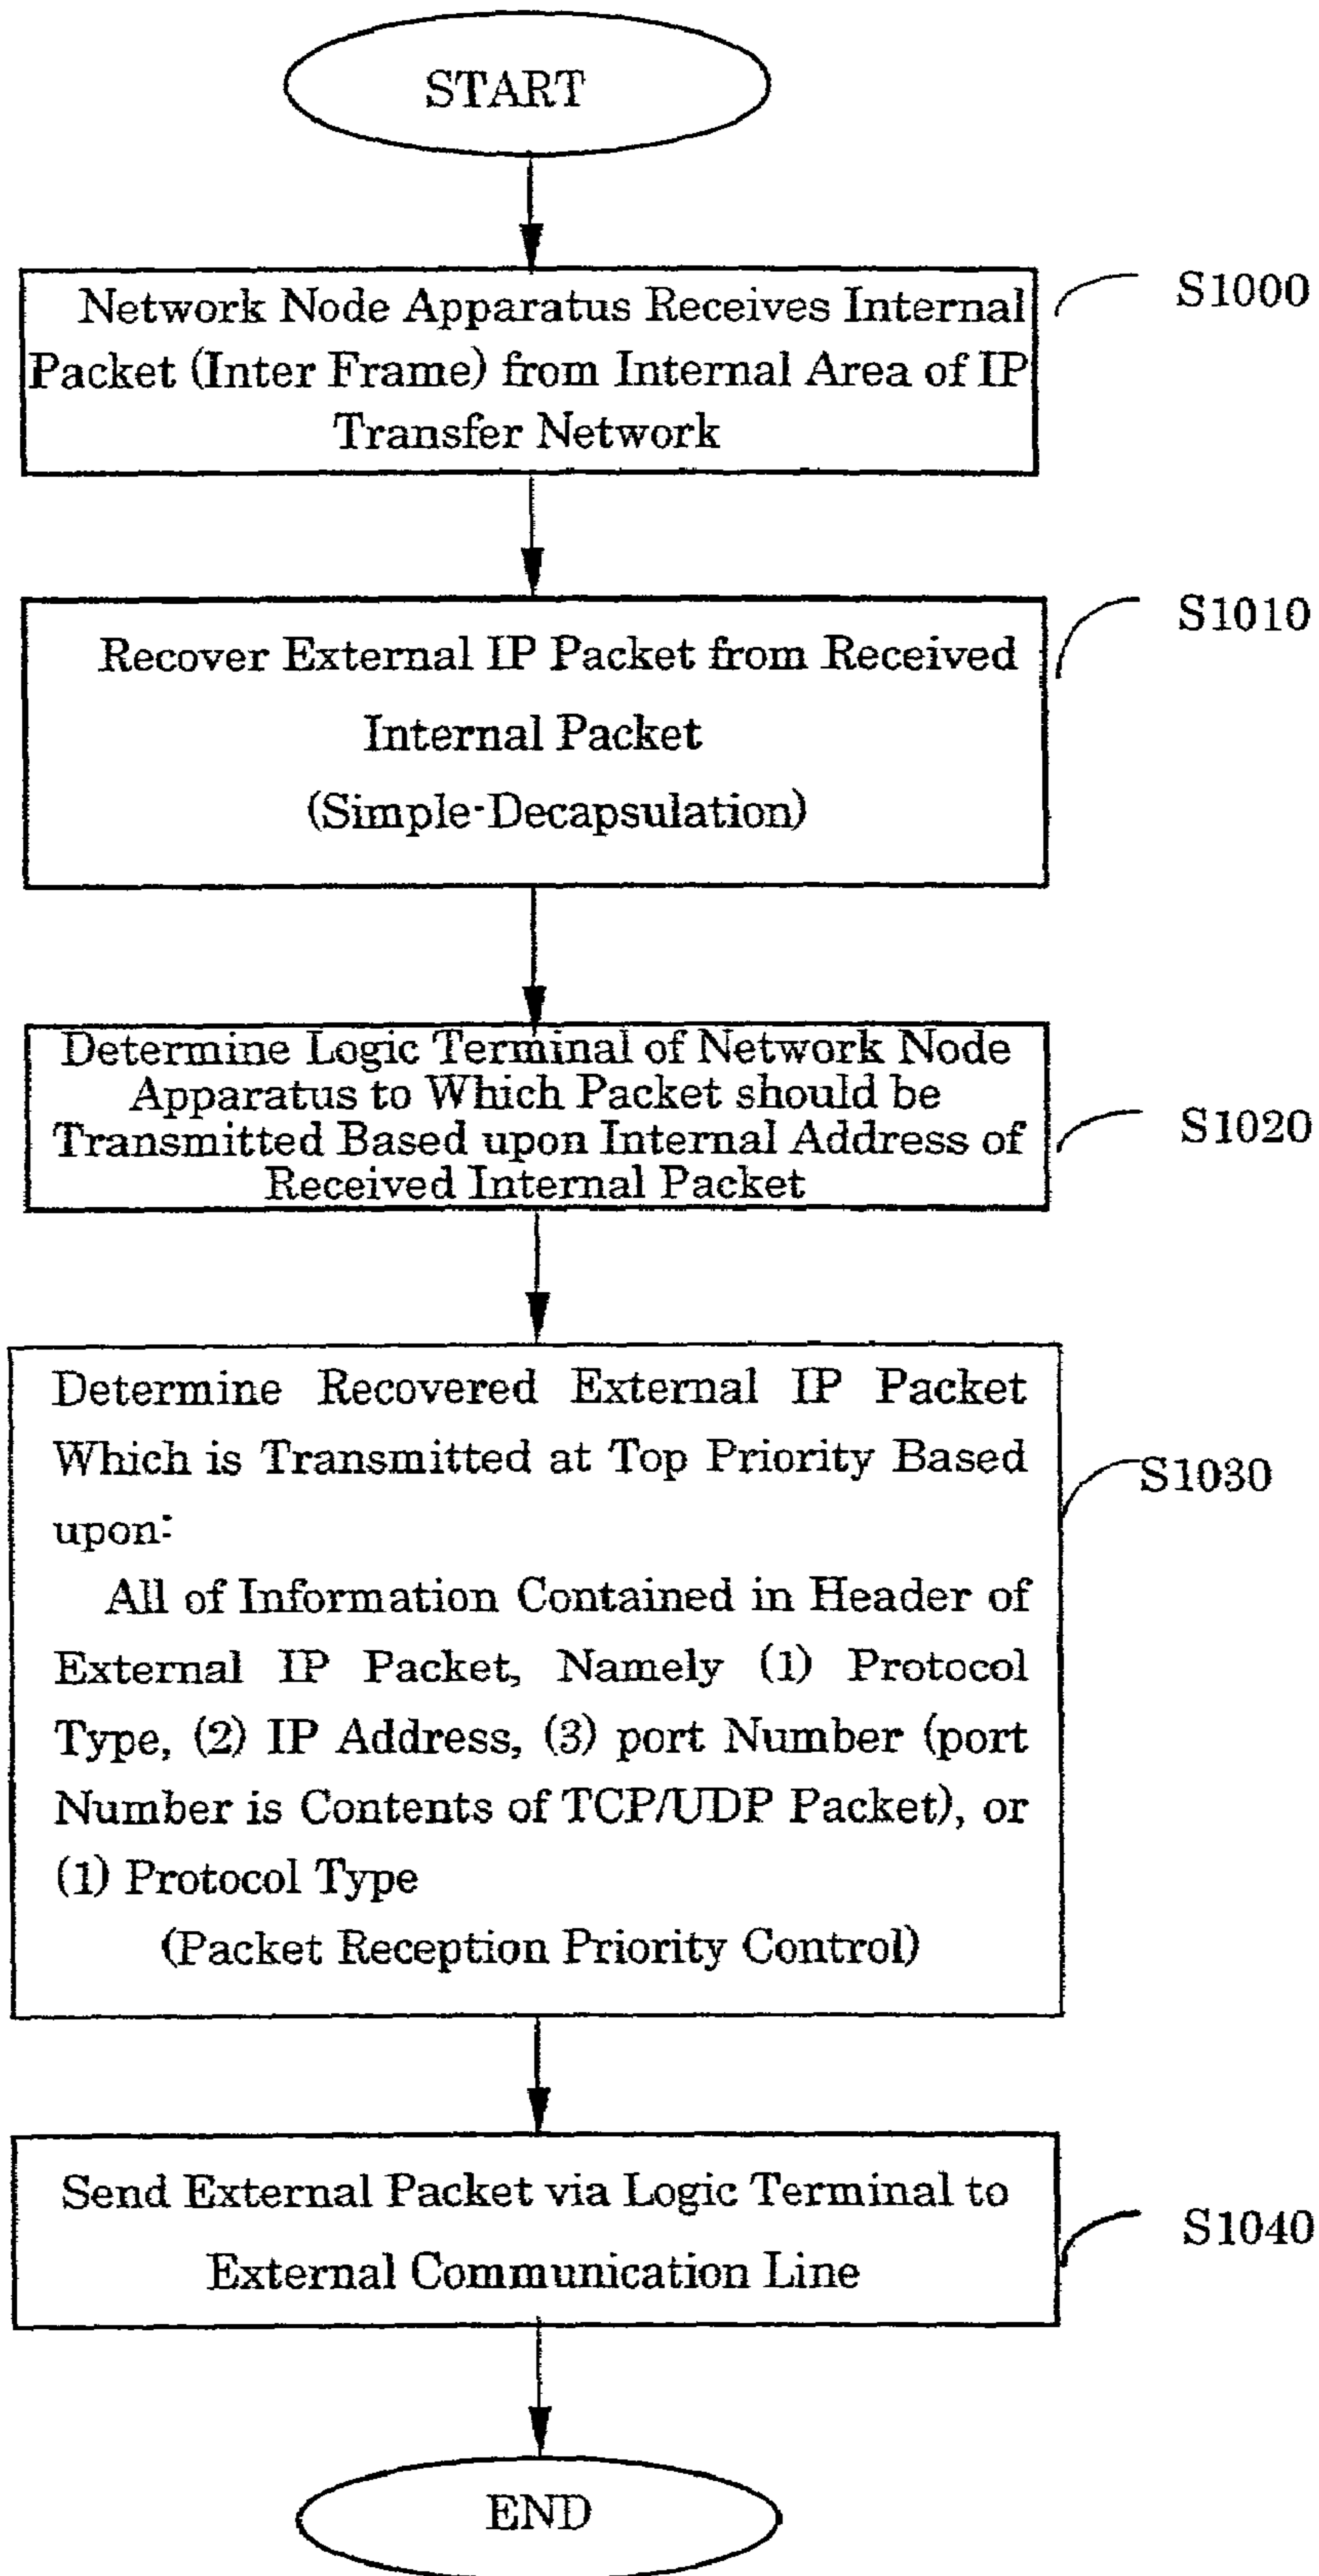 START
Network Node Apparatus Receives Internal
Packet (Inter Frame) from Internal Area of IP
Transfer Network
S1000
Recover External IP Packet from Received
Internal Packet
(Simple-Decapsulation)
S1010
Determine Logic Terminal of Network Node
Apparatus to Which Packet should be
Transmitted Based upon Internal Address of
Received Internal Packet
S1020
Determine Recovered External IP Packet
Which is Transmitted at Top Priority Based
upon:
All of Information Contained in Header of
External IP Packet, Namely (1) Protocol
Type, (2) IP Address, (3) port Number (port
Number is Contents of TCP/UDP Packet), or
(1) Protocol Type
(Packet Reception Priority Control)
S1030
Send External Packet via Logic Terminal to
External Communication Line
S1040
END